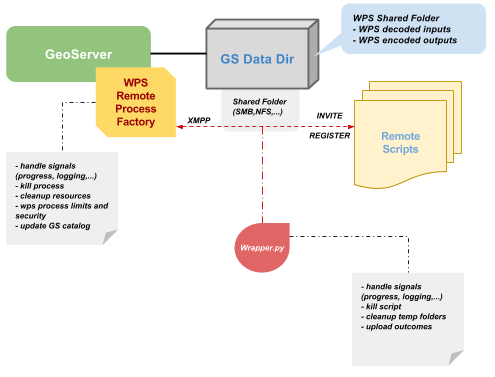 GeoServer
GS Data Dir
WPS Shared Folder
- WPS decoded inputs
- WPS encoded outputs
WPS
Remote
Process
Factory
Shared Folder
(SMB,NFS,...)
XMPP
INVITE
REGISTER
Remote
Scripts
- handle signals
(progress, logging,...)
- kill process
- cleanup resources
- wps process limits and
security
- update GS catalog
Wrapper.py
- handle signals
(progress, logging,...)
- kill script
- cleanup temp folders
- upload outcomes